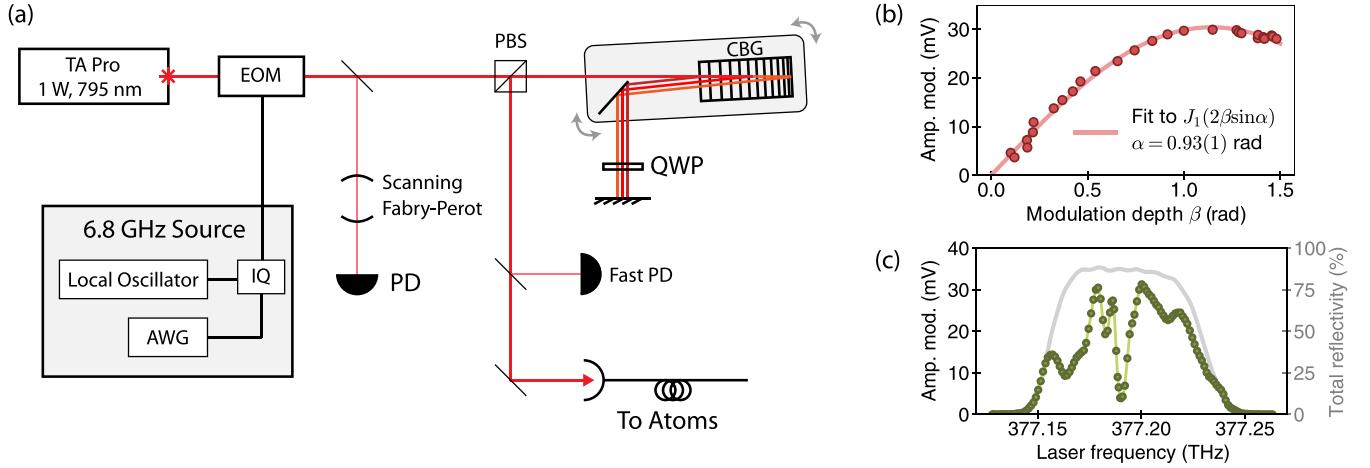 (a)
TA Pro
1 W, 795 nm
EOM
PBS
CBG
QWP
Scanning
Fabry-Perot
6.8 GHz Source
Local Oscillator
IQ
AWG
PD
Fast PD
To Atoms
(b)
Amp. mod. (mV)
30
20
10
0
Fit to J₁(2βsinα)
α = 0.93(1) rad
0.0 0.5 1.0 1.5
Modulation depth β (rad)
(c)
Amp. mod. (mV)
40
30
20
10
0
100
75
50
25
0
Total reflectivity (%)
377.15 377.20 377.25
Laser frequency (THz)